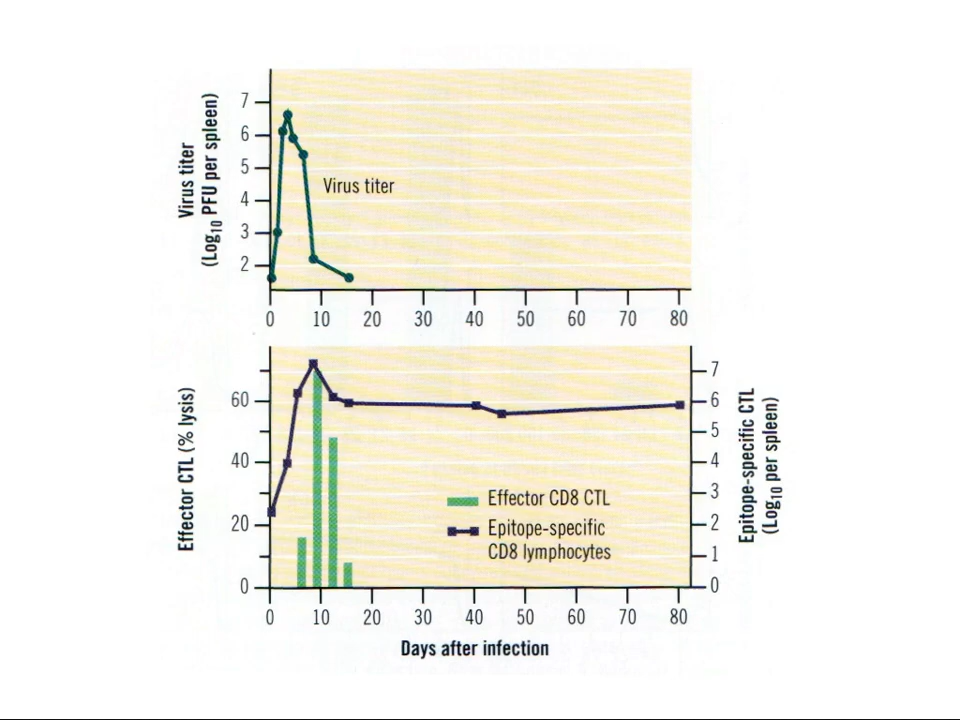 Virus titer
(Log10 PFU per spleen)
7
6
5
4
3
2
Virus titer
0 10 20 30 40 50 60 70 80
Effector CTL (% lysis)
60
40
20
0
Effector CD8 CTL
Epitope-specific
CD8 lymphocytes
7
6
5
4
3
2
1
0
Epitope-specific CTL
(Log10 per spleen)
0 10 20 30 40 50 60 70 80
Days after infection